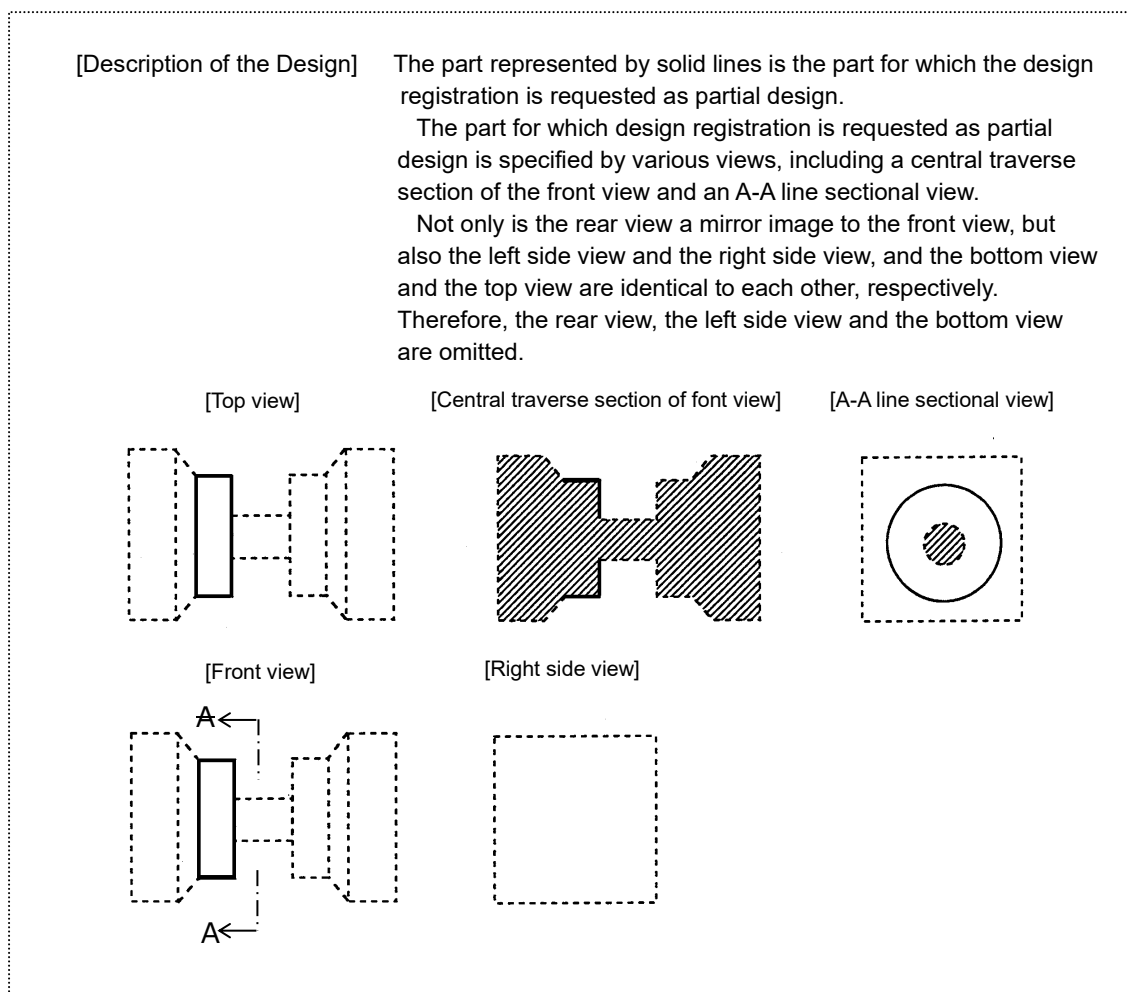 [Description of the Design] The part represented by solid lines is the part for which the design
registration is requested as partial design.
The part for which design registration is requested as partial
design is specified by various views, including a central traverse
section of the front view and an A-A line sectional view.
Not only is the rear view a mirror image to the front view, but
also the left side view and the right side view, and the bottom view
and the top view are identical to each other, respectively.
Therefore, the rear view, the left side view and the bottom view
are omitted.
[Top view] [Central traverse section of font view] [A-A line sectional view]
[Front view] [Right side view]
A
A